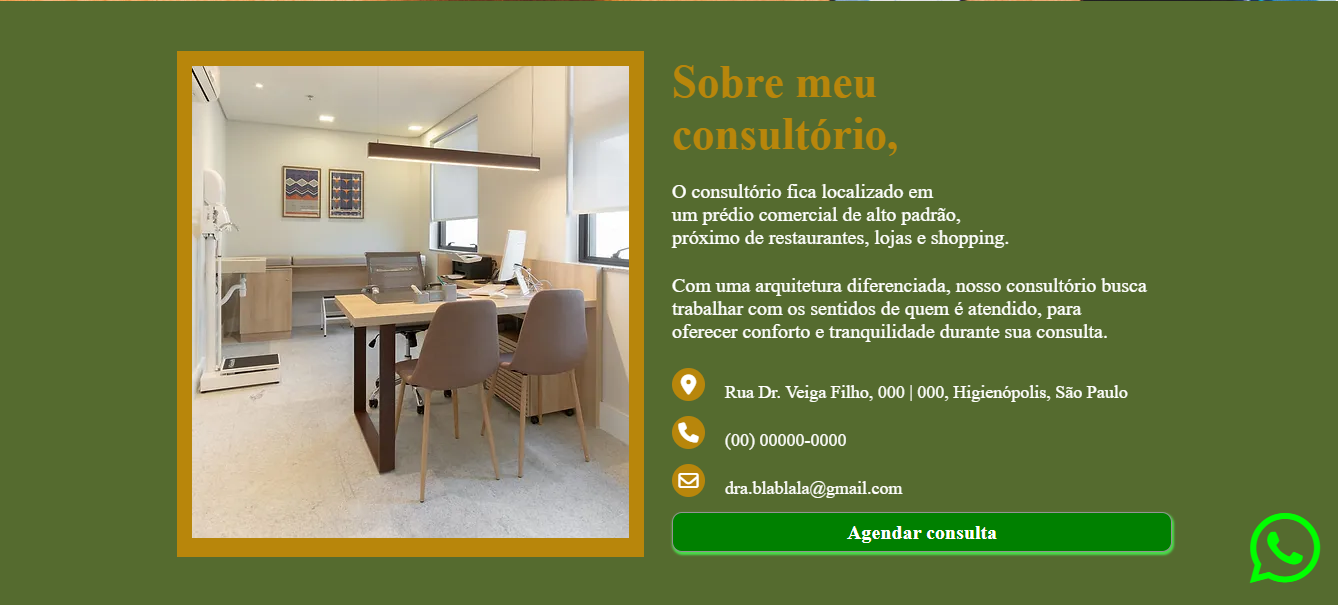 Sobre meu
consultório,
O consultório fica localizado em
um prédio comercial de alto padrão,
próximo de restaurantes, lojas e shopping.
Com uma arquitetura diferenciada, nosso consultório busca
trabalhar com os sentidos de quem é atendido, para
oferecer conforto e tranquilidade durante sua consulta.
Rua Dr. Veiga Filho, 000 | 000, Higienópolis, São Paulo
(00) 00000-0000
dra.blablala@gmail.com
Agendar consulta